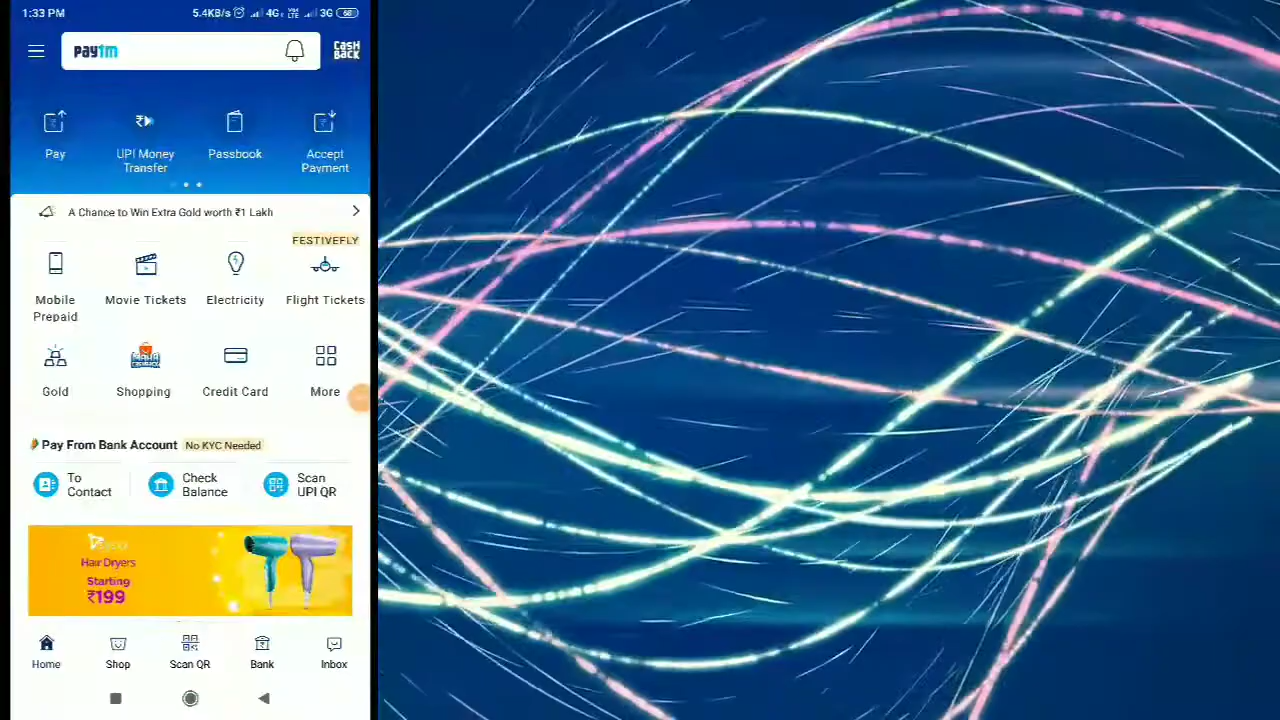 1:33 PM 5.4KB/s 4G VoLTE 3G 68
paytm CASH BACK
Pay UPI Money Transfer Passbook Accept Payment
A Chance to Win Extra Gold worth ₹1 Lakh
FESTIVEFLY
Mobile Prepaid Movie Tickets Electricity Flight Tickets
Gold Shopping Credit Card More
Pay From Bank Account No KYC Needed
To Contact Check Balance Scan UPI QR
Hair Dryers
Starting
₹199
Home Shop Scan QR Bank Inbox